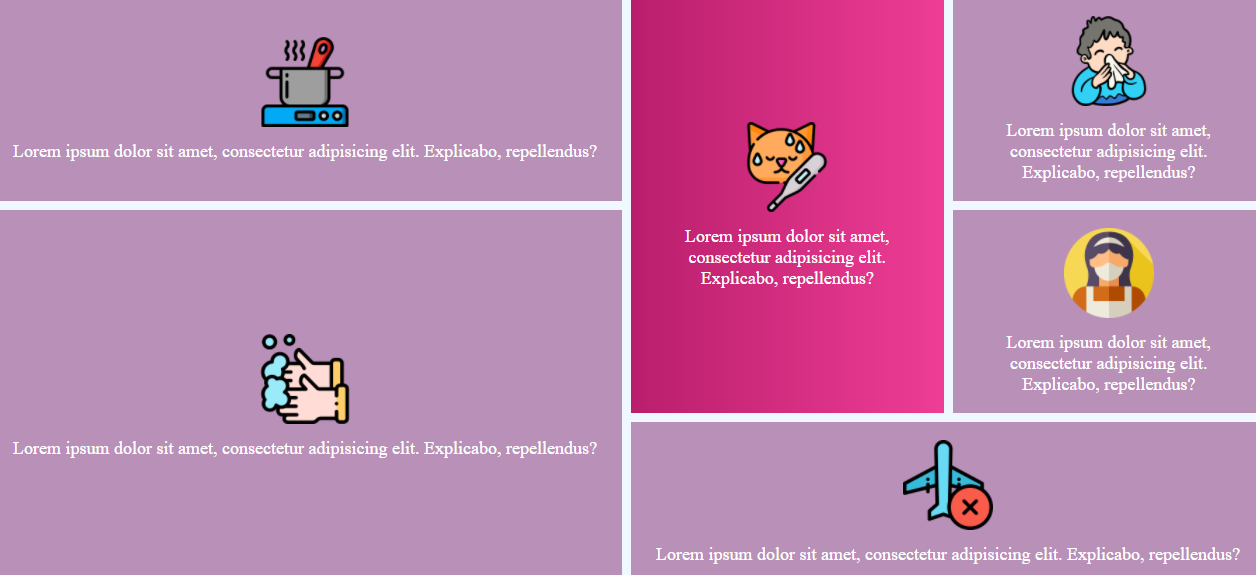 Lorem ipsum dolor sit amet, consectetur adipisicing elit. Explicabo, repellendus?
Lorem ipsum dolor sit amet, consectetur adipisicing elit. Explicabo, repellendus?
Lorem ipsum dolor sit amet,
consectetur adipisicing elit.
Explicabo, repellendus?
Lorem ipsum dolor sit amet,
consectetur adipisicing elit.
Explicabo, repellendus?
Lorem ipsum dolor sit amet,
consectetur adipisicing elit.
Explicabo, repellendus?
Lorem ipsum dolor sit amet, consectetur adipisicing elit. Explicabo, repellendus?